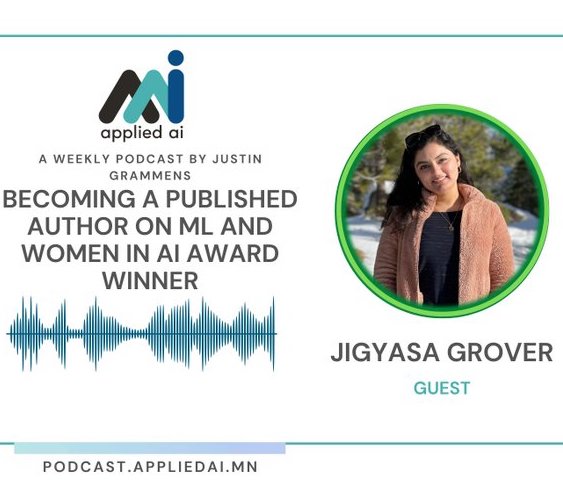 applied ai
A WEEKLY PODCAST BY JUSTIN
GRAMMENS
BECOMING A PUBLISHED
AUTHOR ON ML AND
WOMEN IN AI AWARD
WINNER
JIGYASA GROVER
GUEST
PODCAST.APPLIEDAI.MN